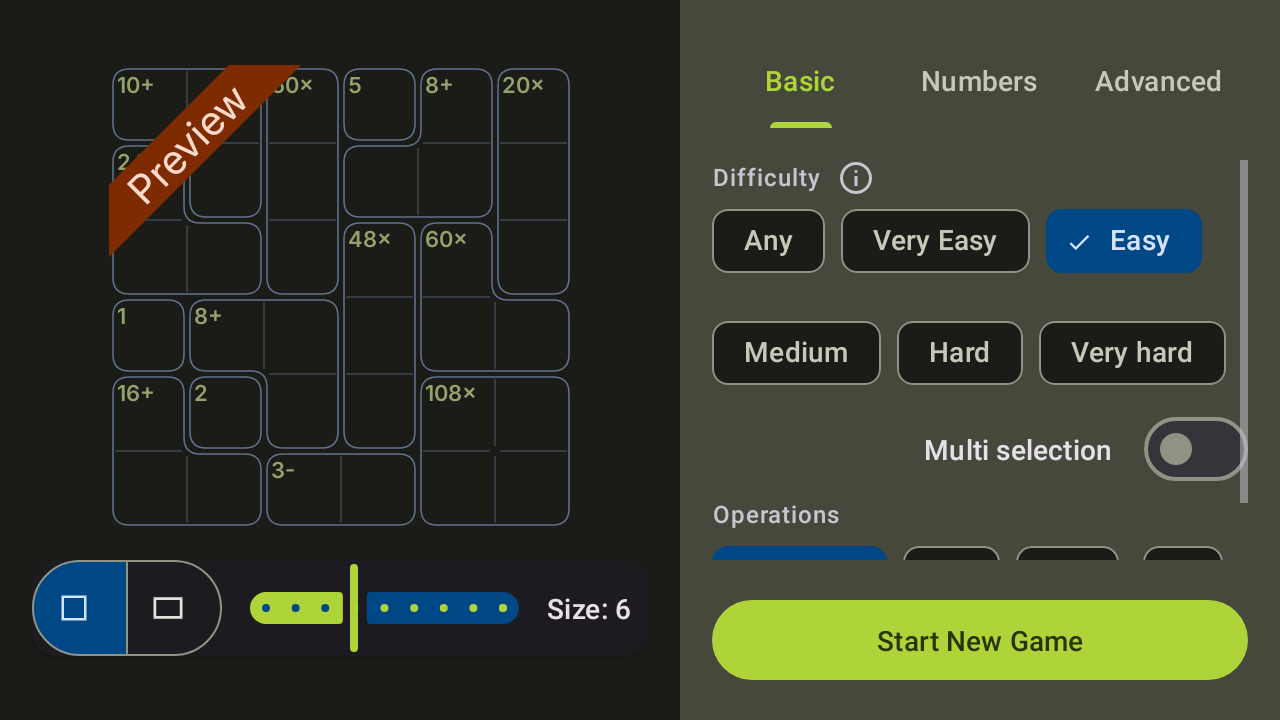 10+ 5 8+ 20×
Preview
48× 60×
1 8+
16+ 2 108×
3-
Size: 6
Basic Numbers Advanced
Difficulty
Any Very Easy Easy
Medium Hard Very hard
Multi selection
Operations
Start New Game